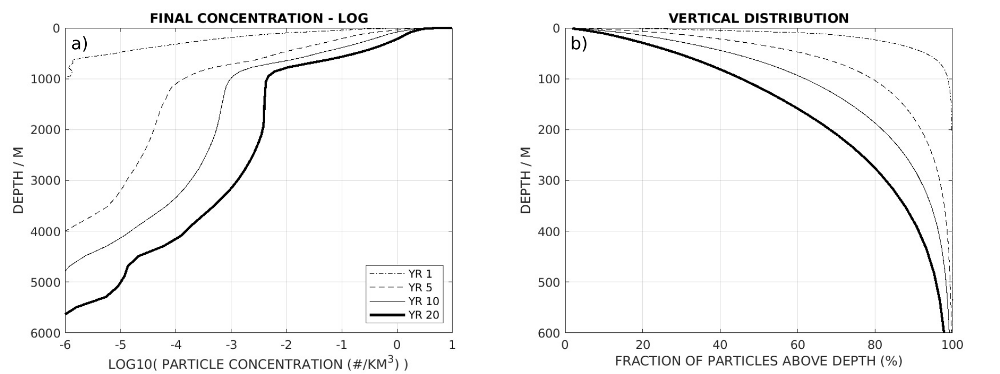 FINAL CONCENTRATION - LOG
a)
0
1000
2000
3000
4000
5000
6000
DEPTH / M
-6 -5 -4 -3 -2 -1 0 1
LOG10( PARTICLE CONCENTRATION (#/KM³) )
YR 1
YR 5
YR 10
YR 20
VERTICAL DISTRIBUTION
b)
0
100
200
300
400
500
600
DEPTH / M
0 20 40 60 80 100
FRACTION OF PARTICLES ABOVE DEPTH (%)